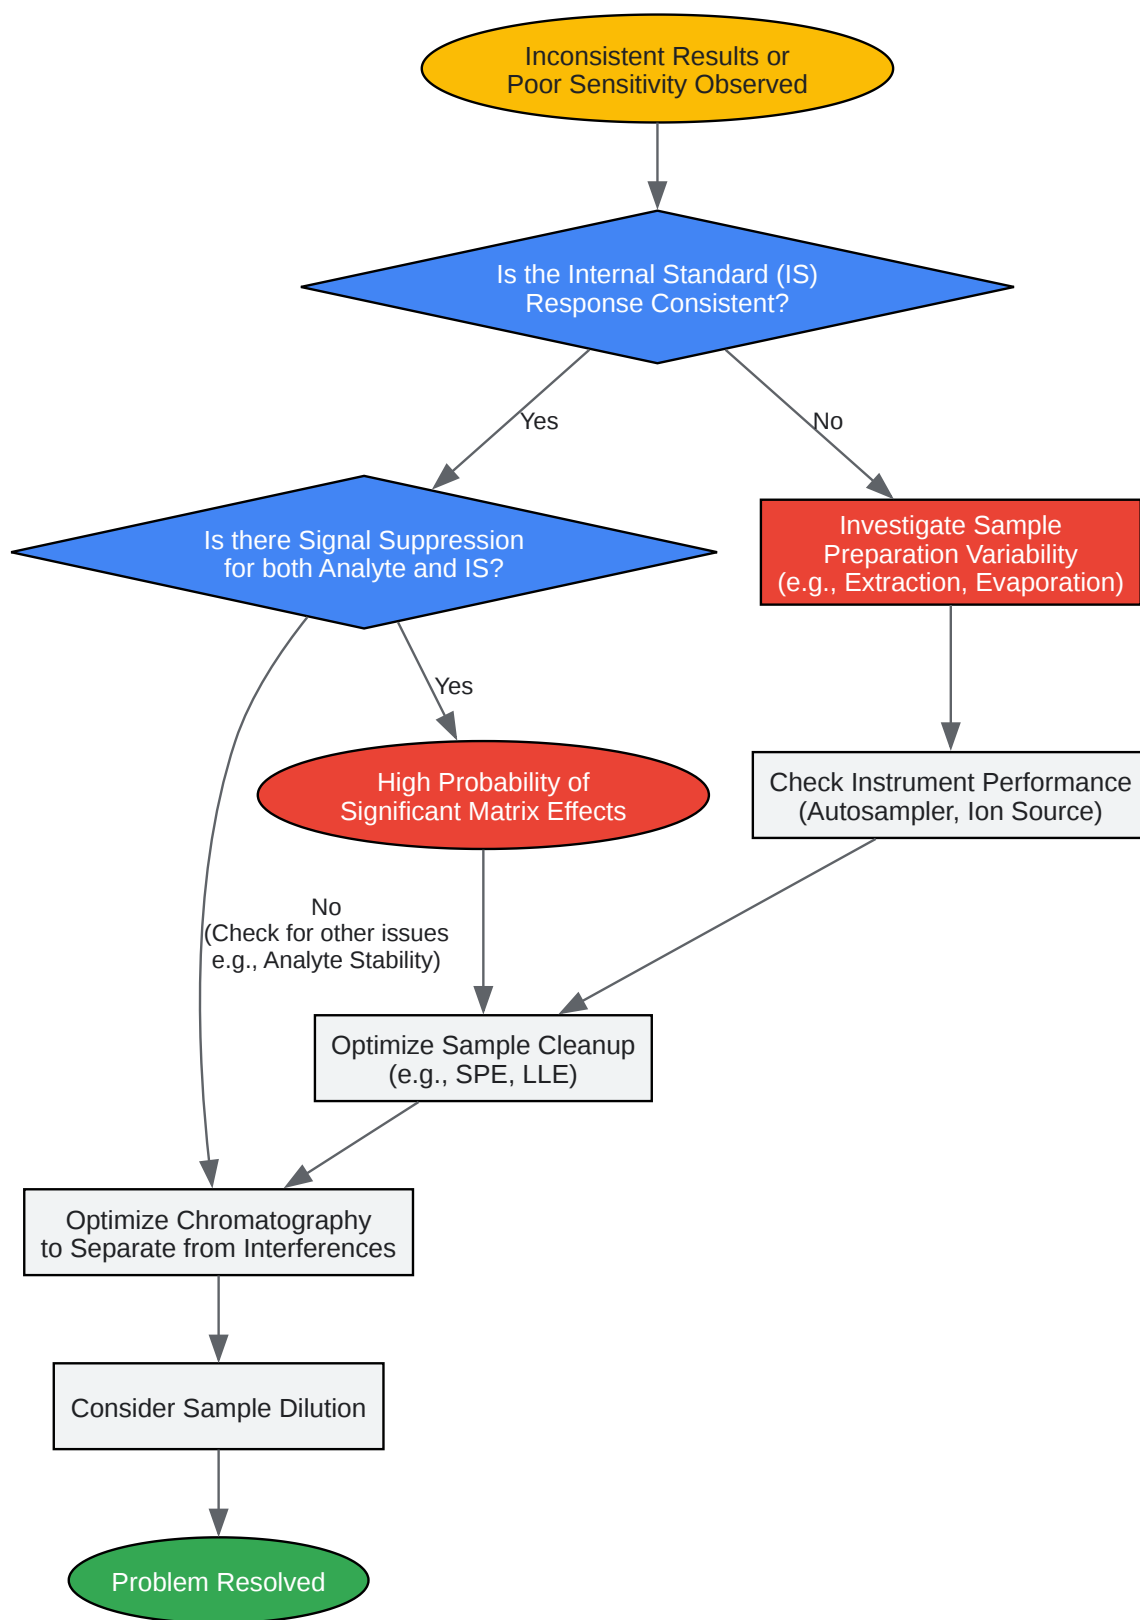 Inconsistent Results or
Poor Sensitivity Observed
Is the Internal Standard (IS)
Response Consistent?
Yes
No
Is there Signal Suppression
for both Analyte and IS?
Investigate Sample
Preparation Variability
(e.g., Extraction, Evaporation)
Yes
High Probability of
Significant Matrix Effects
Check Instrument Performance
(Autosampler, Ion Source)
No
(Check for other issues
e.g., Analyte Stability)
Optimize Sample Cleanup
(e.g., SPE, LLE)
Optimize Chromatography
to Separate from Interferences
Consider Sample Dilution
Problem Resolved